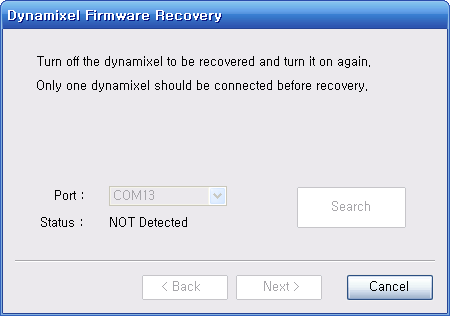 Dynamixel Firmware Recovery
Turn off the dynamixel to be recovered and turn it on again.
Only one dynamixel should be connected before recovery.
Port : COM13
Search
Status : NOT Detected
< Back Next > Cancel